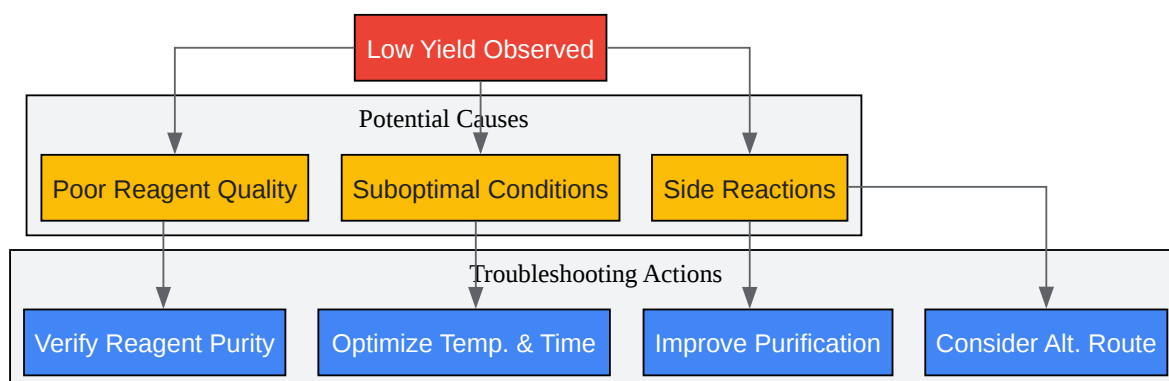 Low Yield Observed
Potential Causes
Poor Reagent Quality
Suboptimal Conditions
Side Reactions
Troubleshooting Actions
Verify Reagent Purity
Optimize Temp. & Time
Improve Purification
Consider Alt. Route